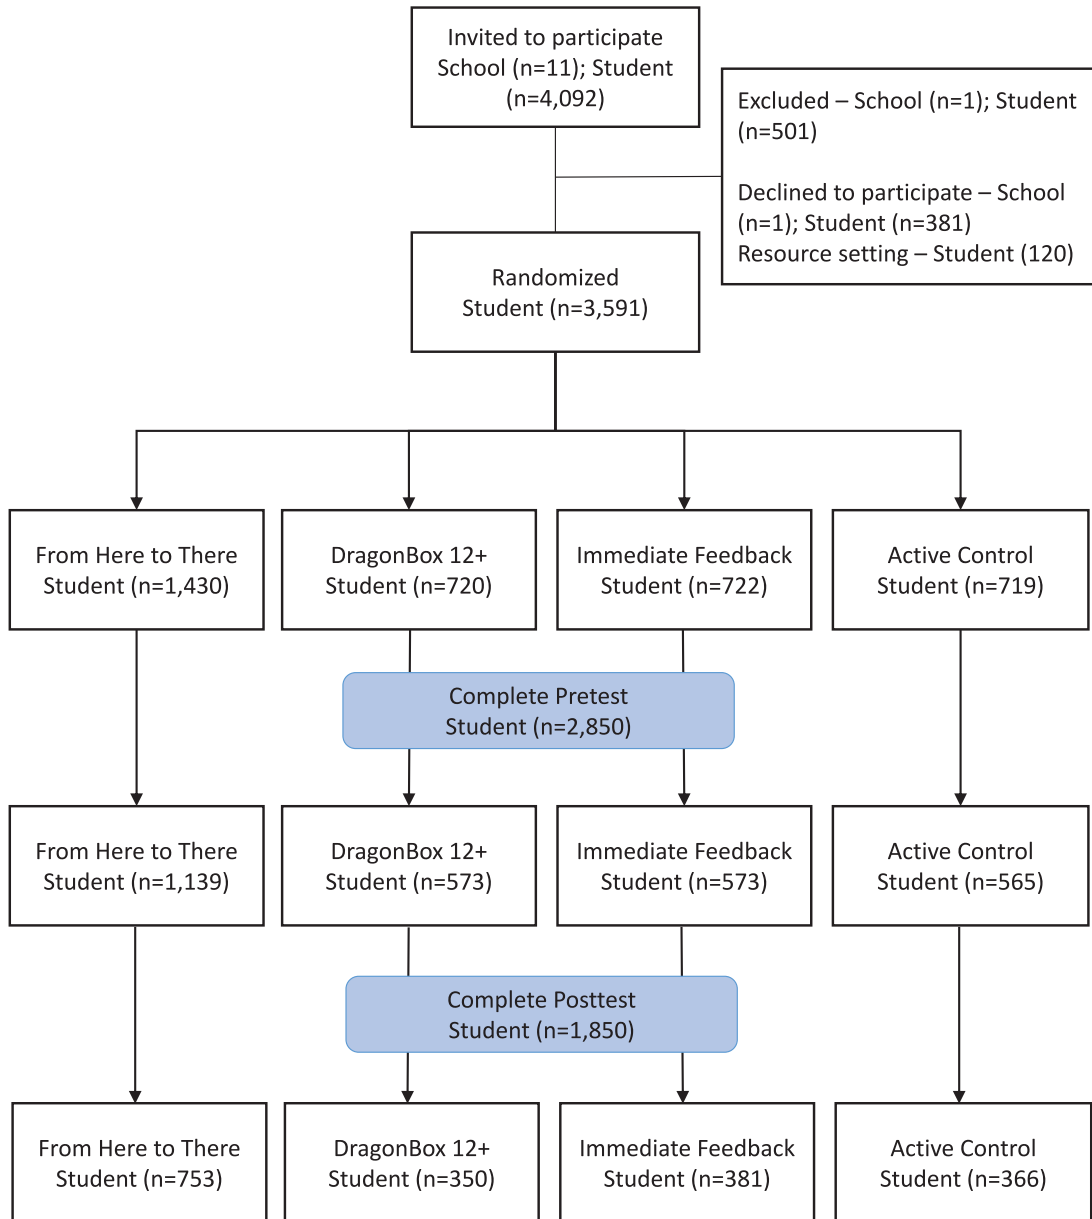 Invited to participate
School (n=11); Student
(n=4,092)
Excluded – School (n=1); Student
(n=501)
Declined to participate – School
(n=1); Student (n=381)
Resource setting – Student (120)
Randomized
Student (n=3,591)
From Here to There
Student (n=1,430)
DragonBox 12+
Student (n=720)
Immediate Feedback
Student (n=722)
Active Control
Student (n=719)
Complete Pretest
Student (n=2,850)
From Here to There
Student (n=1,139)
DragonBox 12+
Student (n=573)
Immediate Feedback
Student (n=573)
Active Control
Student (n=565)
Complete Posttest
Student (n=1,850)
From Here to There
Student (n=753)
DragonBox 12+
Student (n=350)
Immediate Feedback
Student (n=381)
Active Control
Student (n=366)